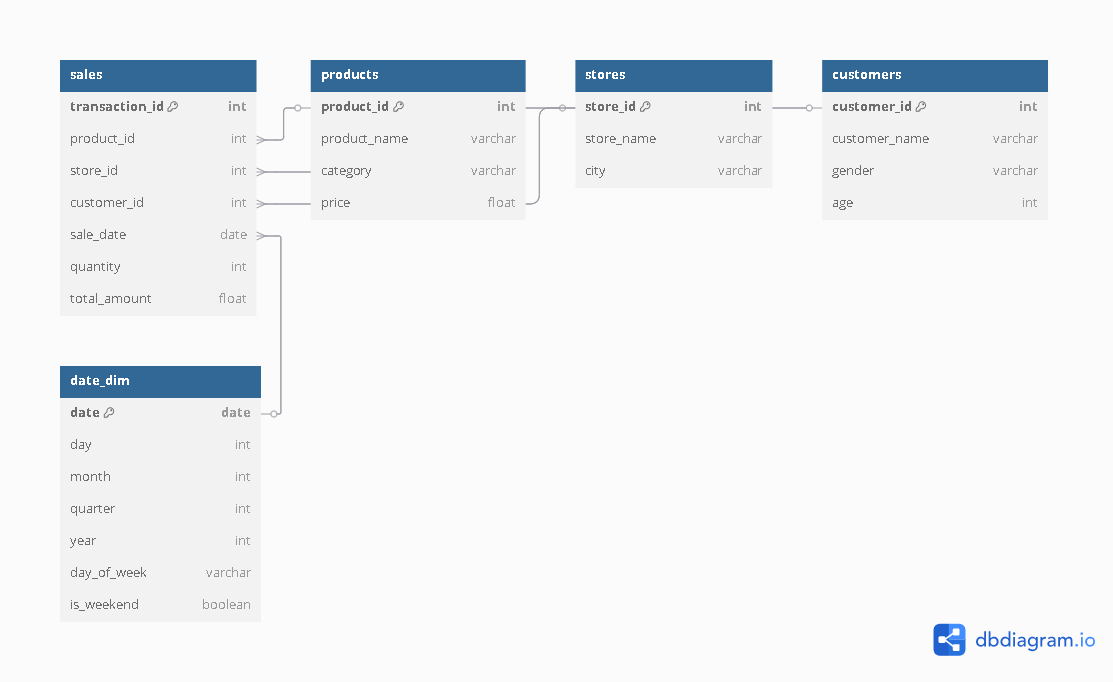 sales
transaction_id int
product_id int
store_id int
customer_id int
sale_date date
quantity int
total_amount float
products
product_id int
product_name varchar
category varchar
price float
stores
store_id int
store_name varchar
city varchar
customers
customer_id int
customer_name varchar
gender varchar
age int
date_dim
date date
day int
month int
quarter int
year int
day_of_week varchar
is_weekend boolean
dbdiagram.io